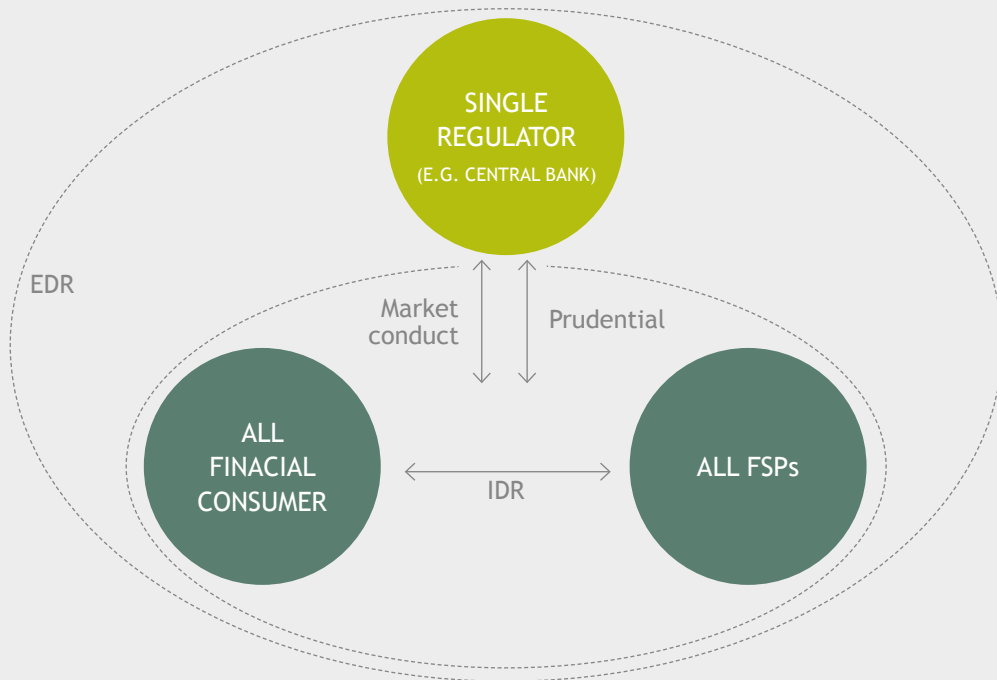 SINGLE
REGULATOR
(E.G. CENTRAL BANK)
EDR
Market
conduct
Prudential
ALL
FINACIAL
CONSUMER
IDR
ALL FSPs